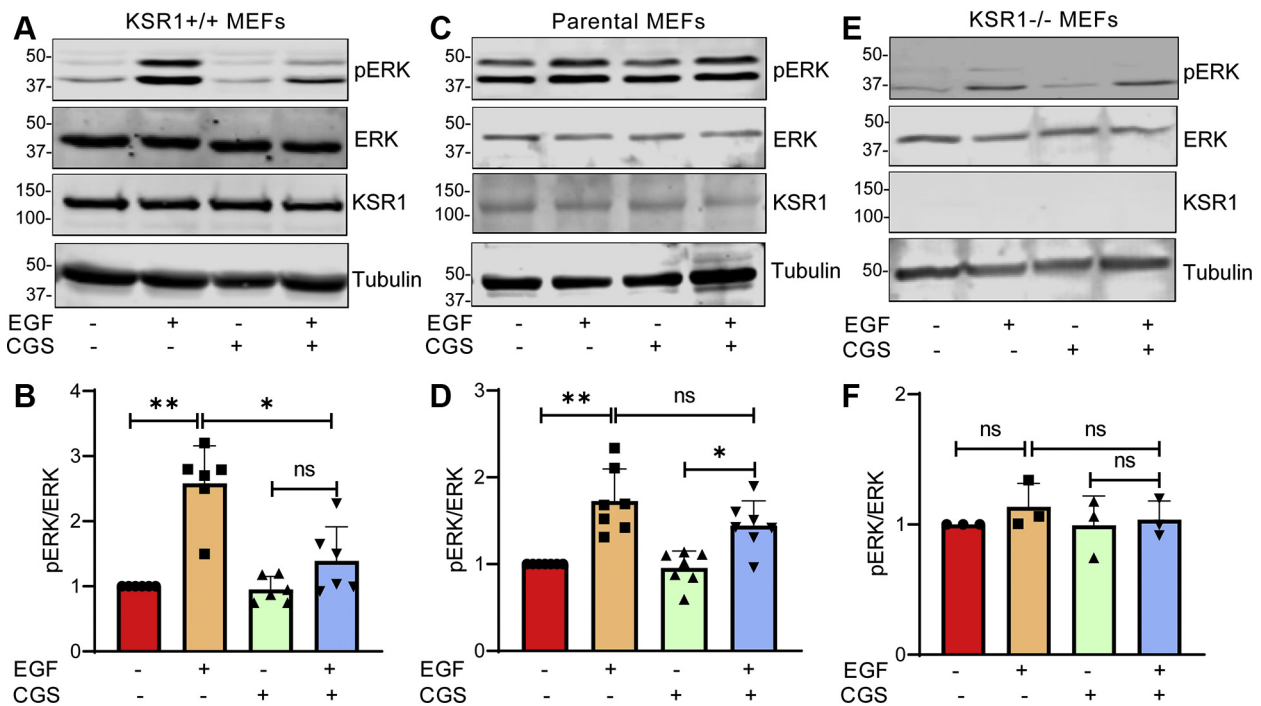 A KSR1+/+ MEFs
50-
37-
pERK
50-
37-
ERK
150-
100-
KSR1
50-
37-
Tubulin
EGF - + - +
CGS - - + +
C Parental MEFs
50-
37-
pERK
50-
37-
ERK
150-
100-
KSR1
50-
37-
Tubulin
EGF - + - +
CGS - - + +
E KSR1-/- MEFs
50-
37-
pERK
50-
37-
ERK
150-
100-
KSR1
50-
Tubulin
EGF - + - +
CGS - - + +
B
pERK/ERK
4
3
2
1
0
** *
ns
EGF - + - +
CGS - - + +
D
pERK/ERK
3
2
1
0
** ns
*
EGF - + - +
CGS - - + +
F
pERK/ERK
2
1
0
ns ns
ns
EGF - + - +
CGS - - + +